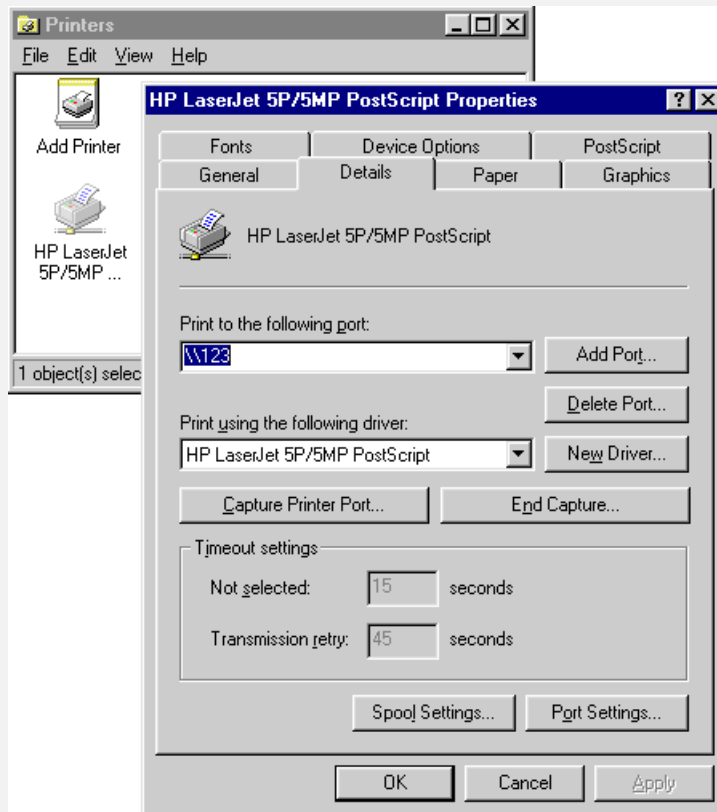 Printers
File Edit View Help
Add Printer
HP LaserJet
5P/5MP ...
1 object(s) selec
HP LaserJet 5P/5MP PostScript Properties
Fonts Device Options PostScript
General Details Paper Graphics
HP LaserJet 5P/5MP PostScript
Print to the following port:
\\123 Add Port...
Delete Port...
Print using the following driver:
HP LaserJet 5P/5MP PostScript New Driver...
Capture Printer Port... End Capture...
Timeout settings
Not selected: 15 seconds
Transmission retry: 45 seconds
Spool Settings... Port Settings...
OK Cancel Apply